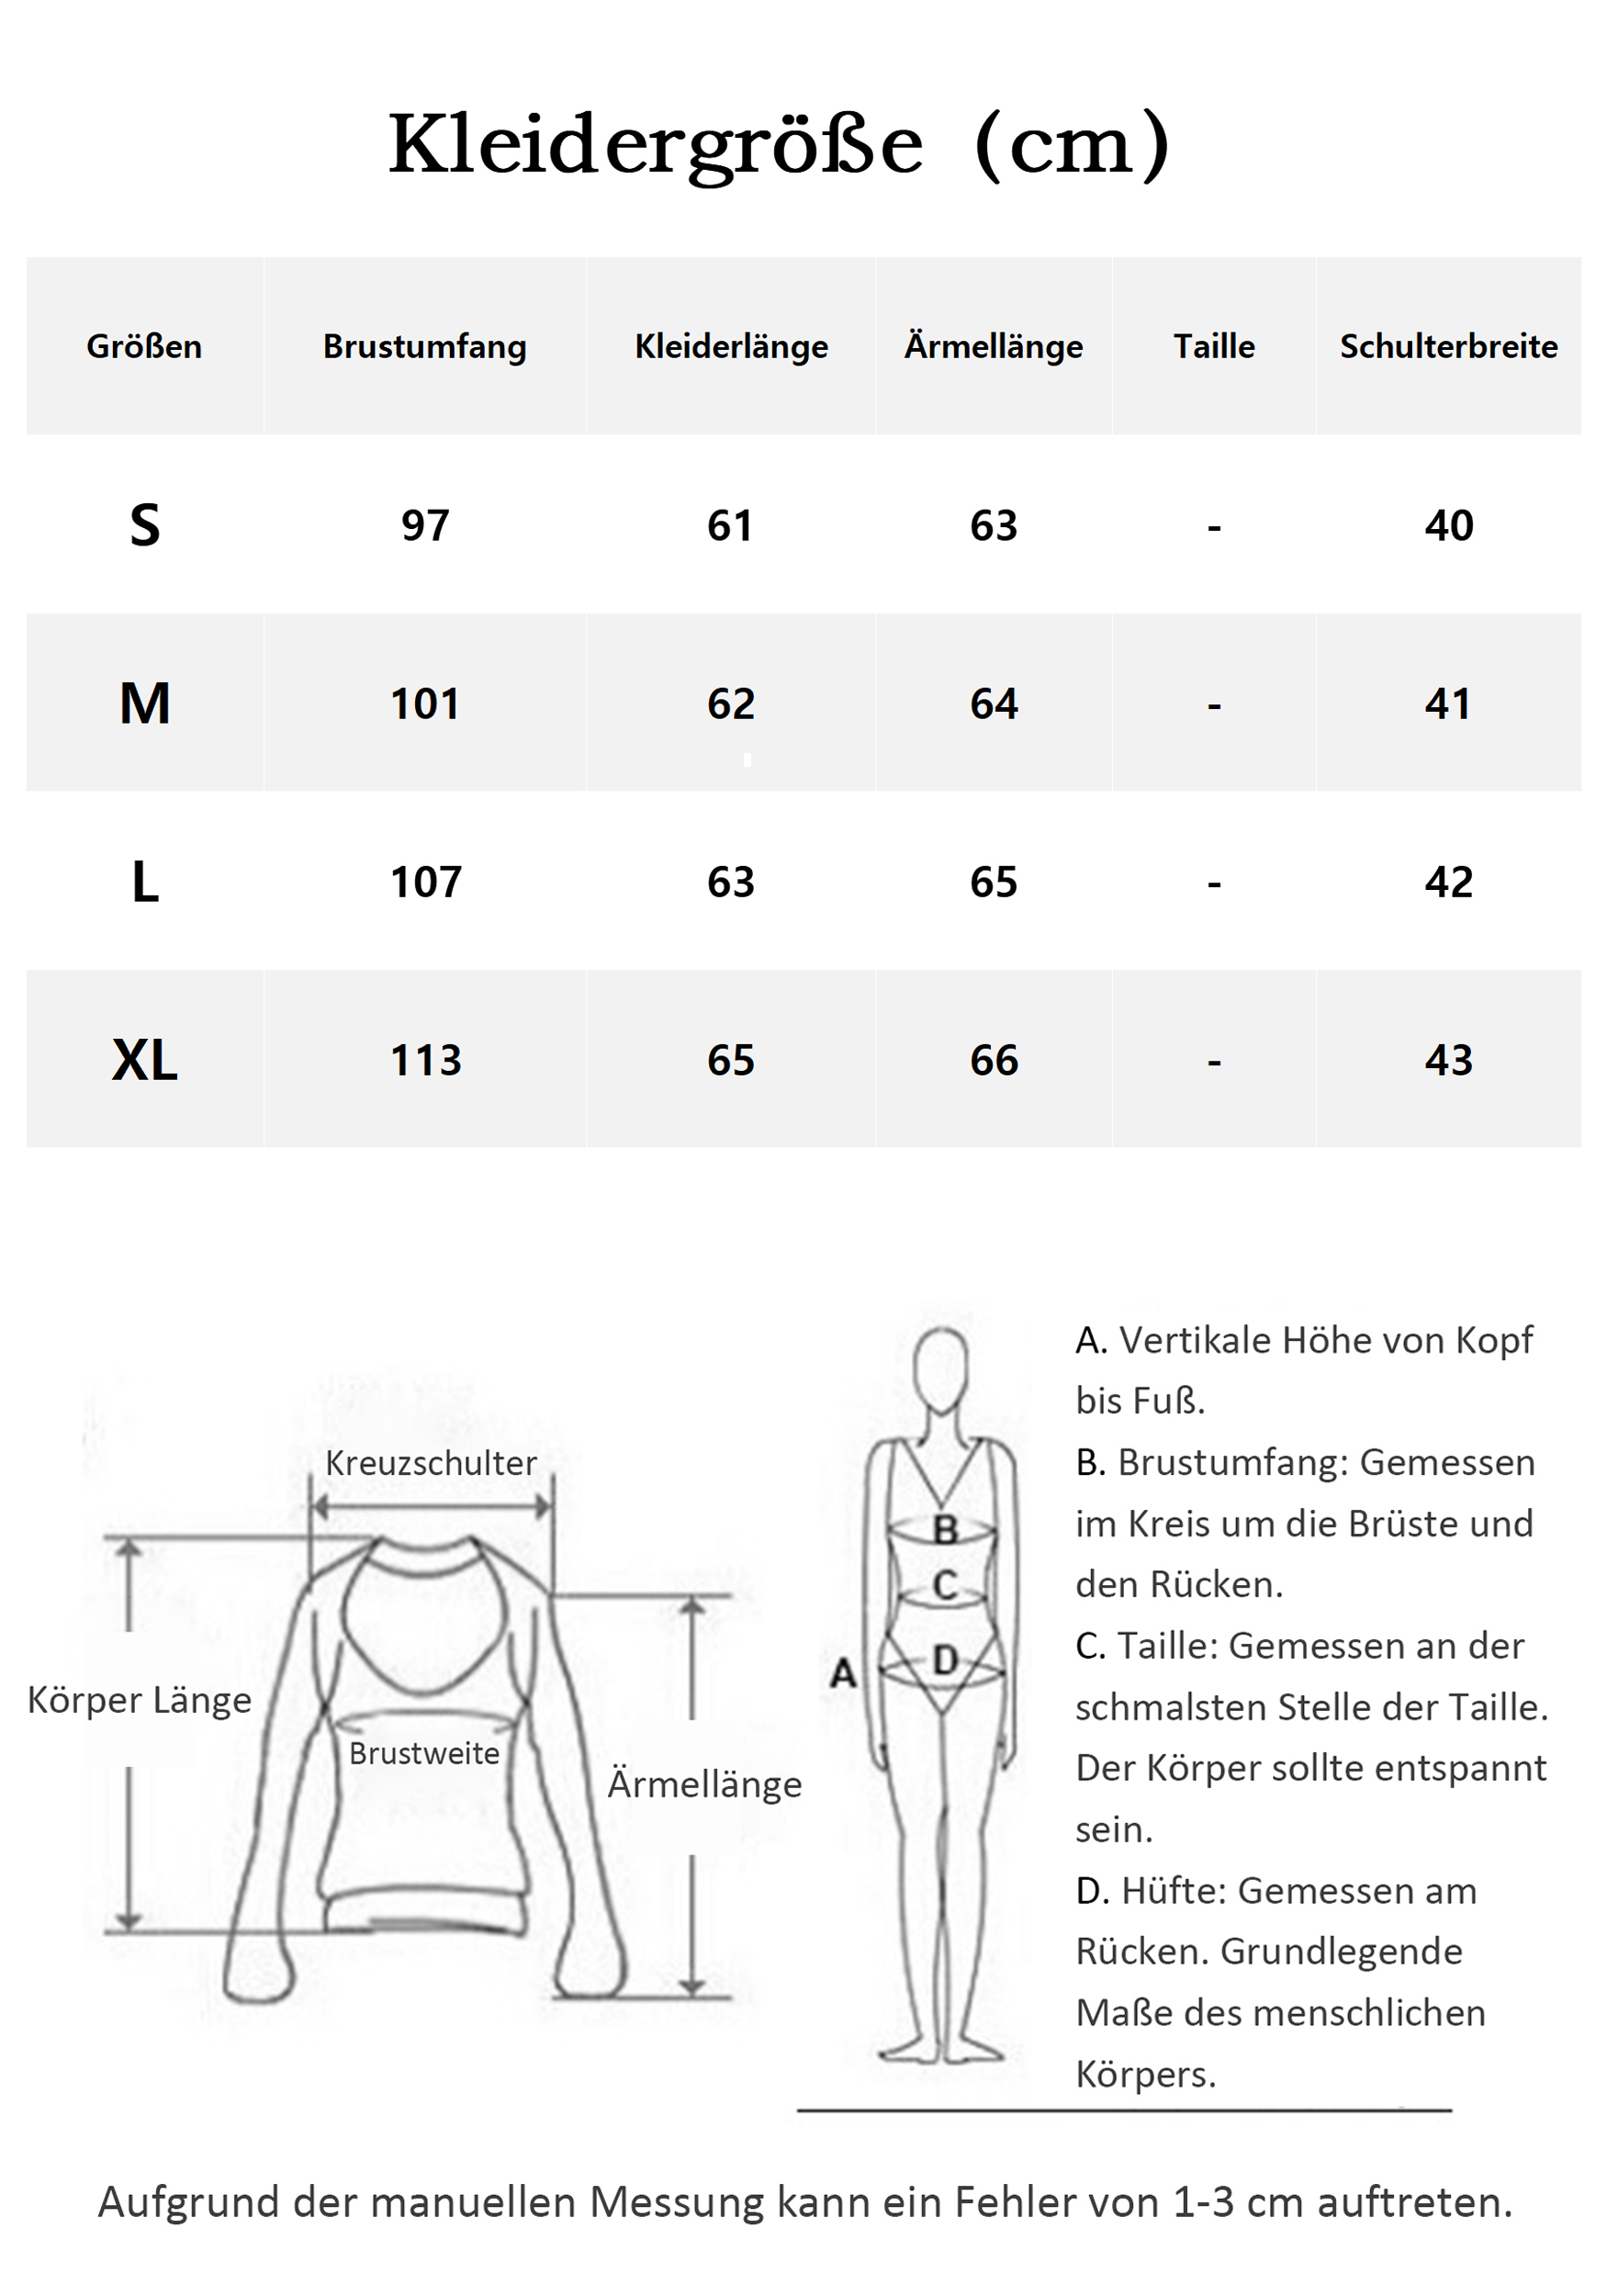 Kleidergröße (cm)
Größen Brustumfang Kleiderlänge Ärmellänge Taille Schulterbreite
S 97 61 63 - 40
M 101 62 64 - 41
L 107 63 65 - 42
XL 113 65 66 - 43
Kreuzschulter
Körper Länge
Brustweite
Ärmellänge
A
B
C
D
A. Vertikale Höhe von Kopf
bis Fuß.
B. Brustumfang: Gemessen
im Kreis um die Brüste und
den Rücken.
C. Taille: Gemessen an der
schmalsten Stelle der Taille.
Der Körper sollte entspannt
sein.
D. Hüfte: Gemessen am
Rücken. Grundlegende
Maße des menschlichen
Körpers.
Aufgrund der manuellen Messung kann ein Fehler von 1-3 cm auftreten.